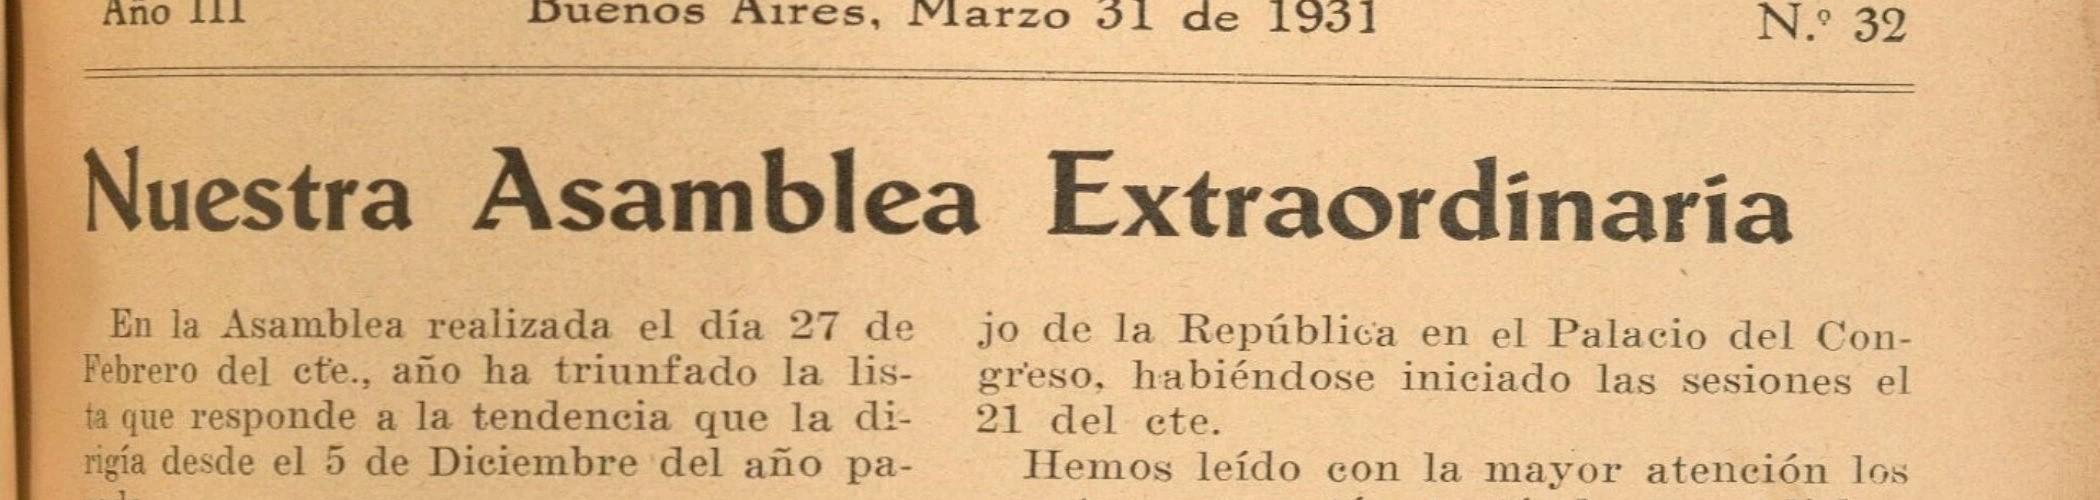 Año III Buenos Aires, Marzo 31 de 1931 N.º 32
Nuestra Asamblea Extraordinaria
En la Asamblea realizada el día 27 de
Febrero del cte., año ha triunfado la lis-
ta que responde a la tendencia que la di-
rigía desde el 5 de Diciembre del año pa-
jo de la República en el Palacio del Con-
greso, habiéndose iniciado las sesiones el
21 del cte.
Hemos leído con la mayor atención los